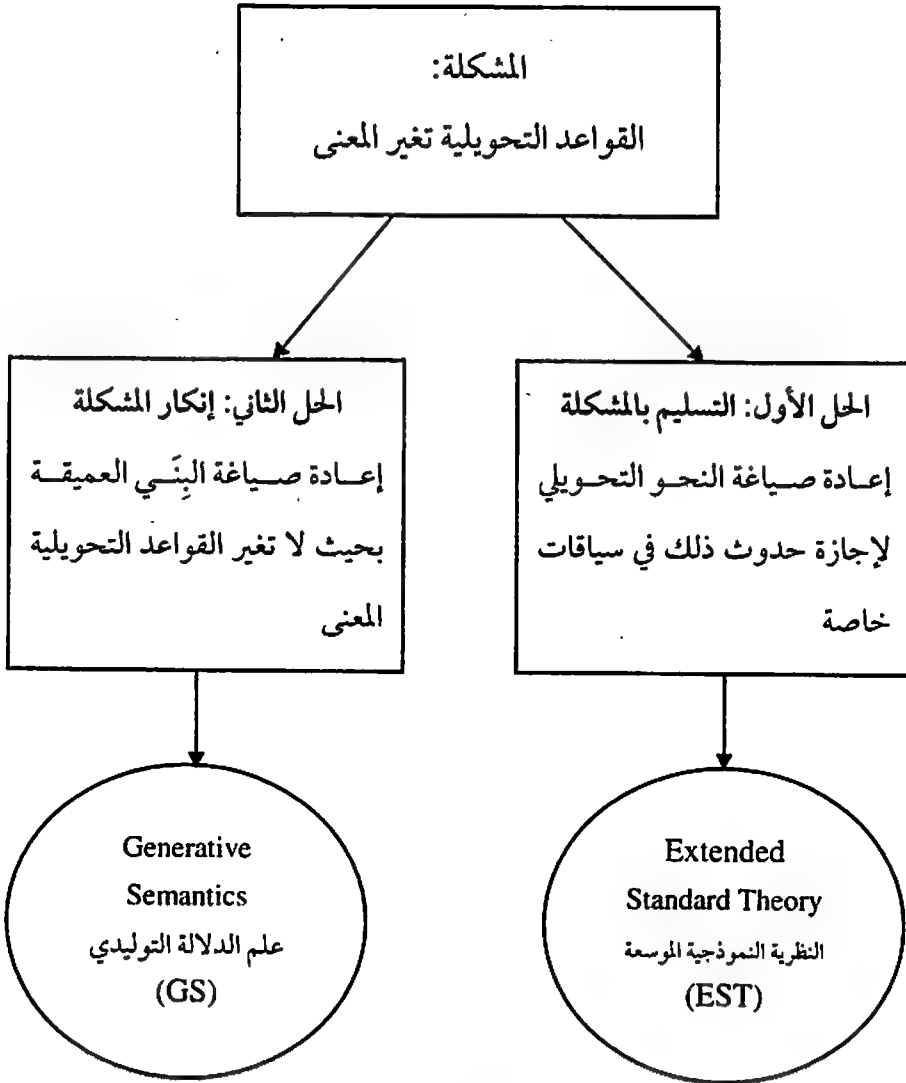 المشكلة:
القواعد التحويلية تغير المعنى
الحل الأول: التسليم بالمشكلة
إعادة صياغة النحو التحويلي
لإجازة حدوث ذلك في سياقات
خاصة
الحل الثاني: إنكار المشكلة
إعادة صياغة البِنَى العميقة
بحيث لا تغير القواعد التحويلية
المعنى
Extended
Standard Theory
النظرية النموذجية الموسعة
(EST)
Generative
Semantics
علم الدلالة التوليدي
(GS)